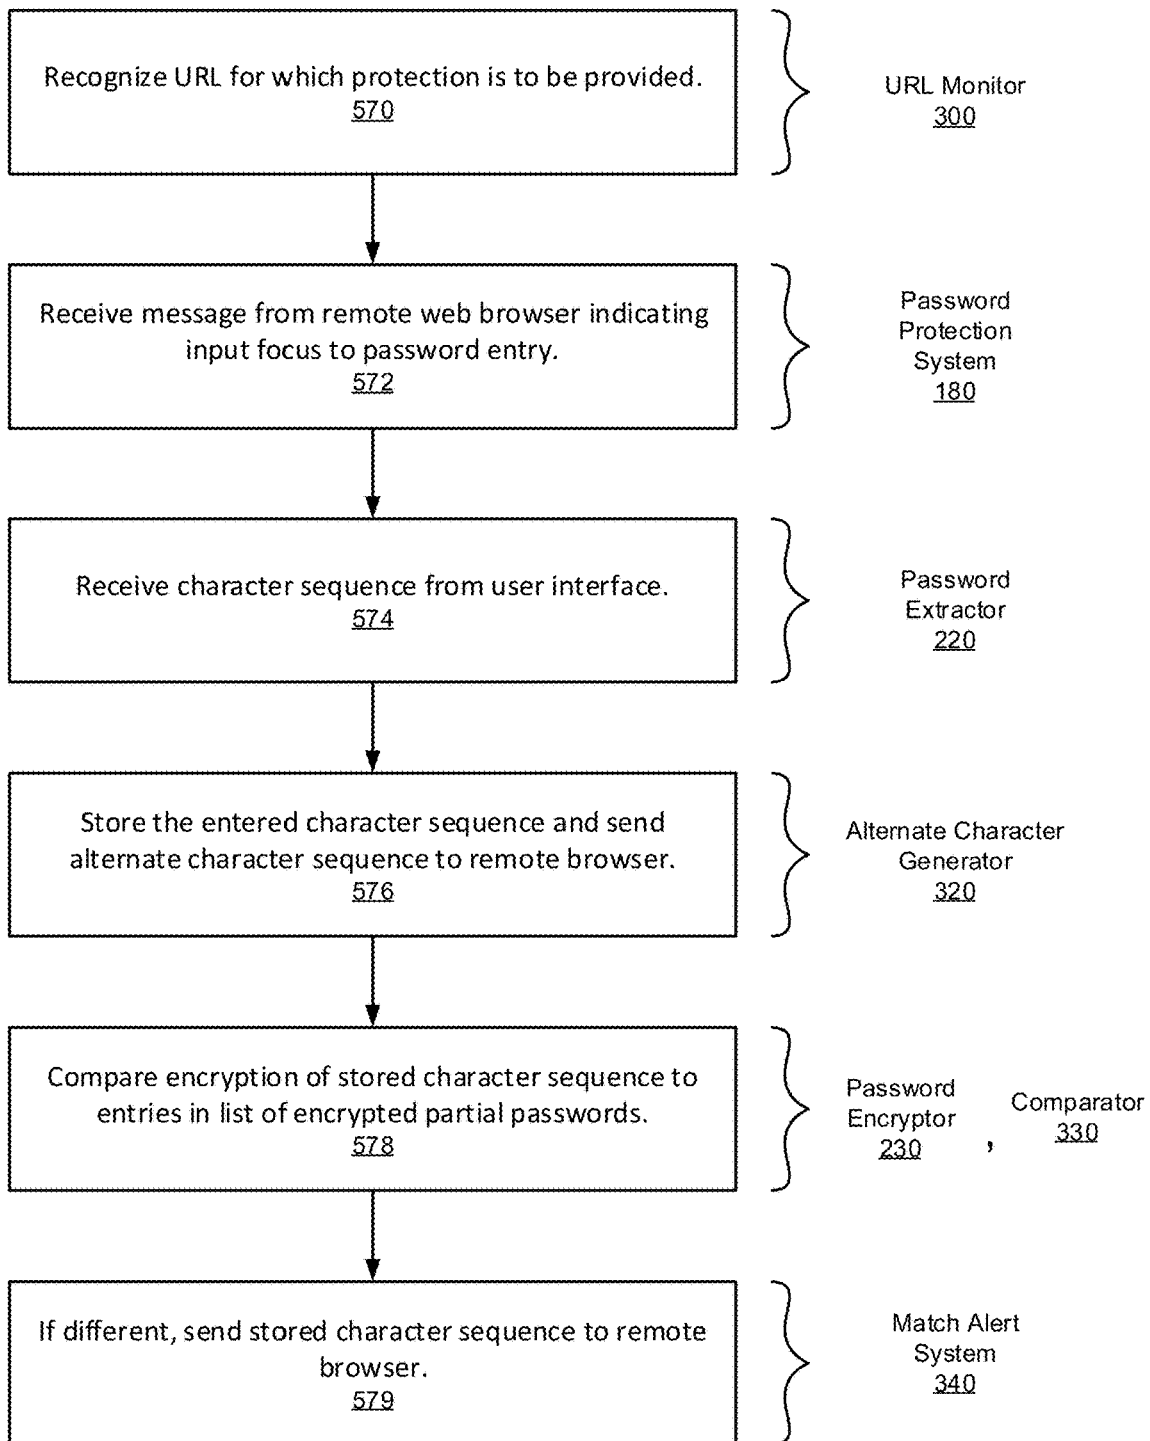 Recognize URL for which protection is to be provided.
570
URL Monitor
300
Receive message from remote web browser indicating
input focus to password entry.
572
Password
Protection
System
180
Receive character sequence from user interface.
574
Password
Extractor
220
Store the entered character sequence and send
alternate character sequence to remote browser.
576
Alternate Character
Generator
320
Compare encryption of stored character sequence to
entries in list of encrypted partial passwords.
578
Password
Encryptor
230
,
Comparator
330
If different, send stored character sequence to remote
browser.
579
Match Alert
System
340